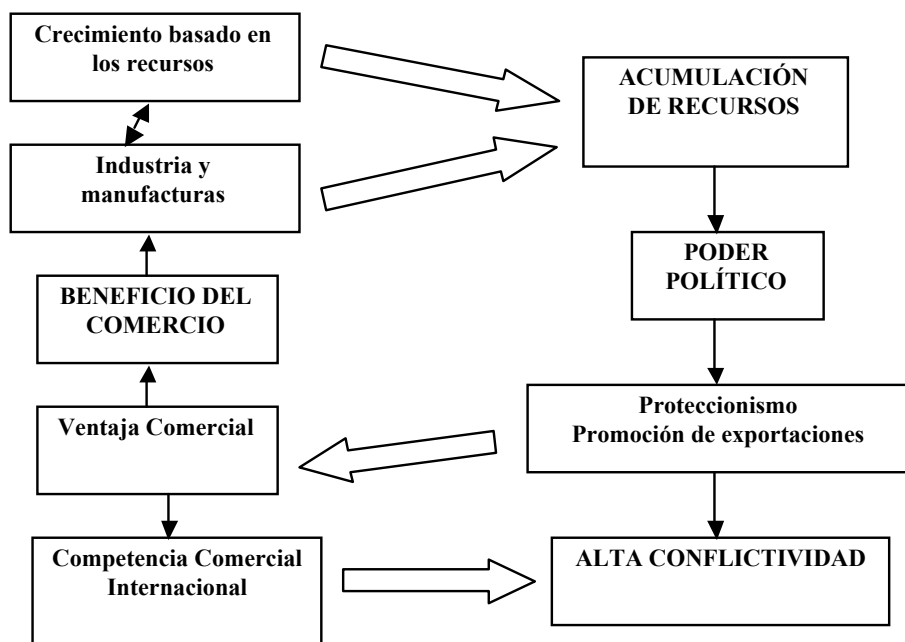 Crecimiento basado en
los recursos
ACUMULACIÓN
DE RECURSOS
Industria y
manufacturas
PODER
POLÍTICO
BENEFICIO DEL
COMERCIO
Proteccionismo
Promoción de exportaciones
Ventaja Comercial
Competencia Comercial
Internacional
ALTA CONFLICTIVIDAD